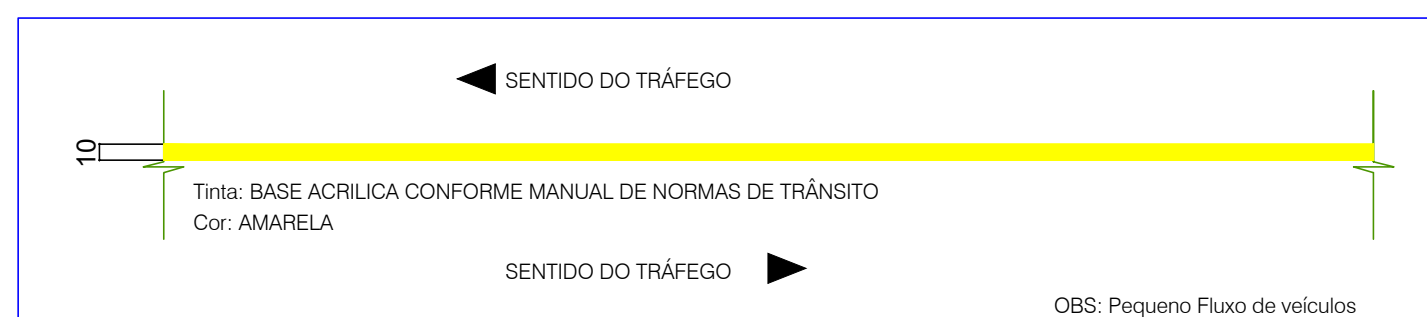 SENTIDO DO TRÁFEGO
10
Tinta: BASE ACRILICA CONFORME MANUAL DE NORMAS DE TRÂNSITO
Cor: AMARELA
SENTIDO DO TRÁFEGO
OBS: Pequeno Fluxo de veículos